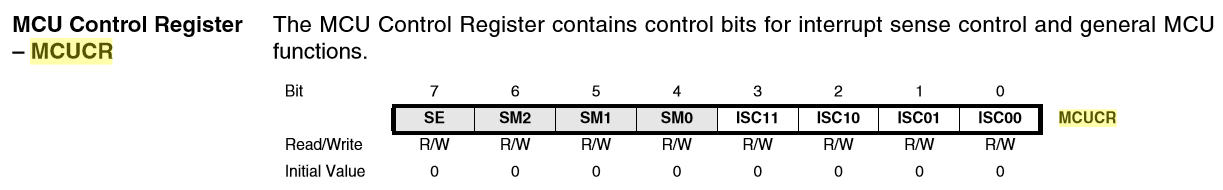 MCU Control Register
– MCUCR
The MCU Control Register contains control bits for interrupt sense control and general MCU
functions.
Bit 7 6 5 4 3 2 1 0
SE SM2 SM1 SM0 ISC11 ISC10 ISC01 ISC00 MCUCR
Read/Write R/W R/W R/W R/W R/W R/W R/W R/W
Initial Value 0 0 0 0 0 0 0 0